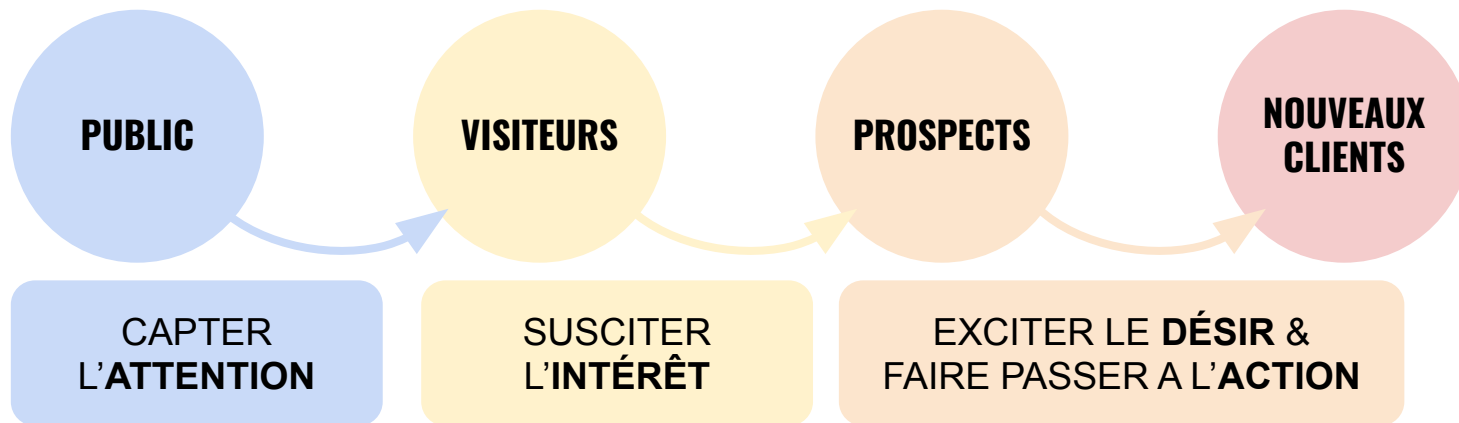 PUBLIC
VISITEURS
PROSPECTS
NOUVEAUX
CLIENTS
CAPTER
L’ATTENTION
SUSCITER
L’INTÉRÊT
EXCITER LE DÉSIR &
FAIRE PASSER A L’ACTION